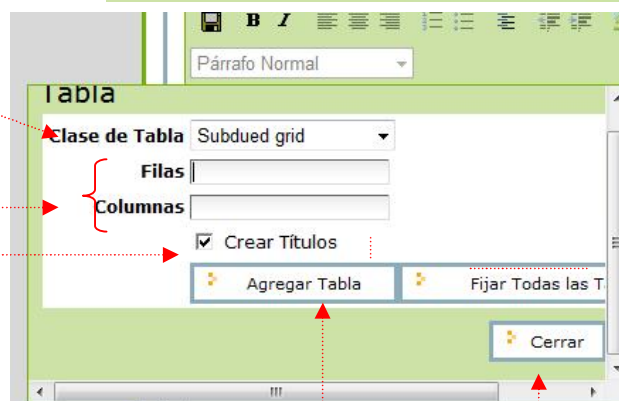 B I
Párrafo Normal
Tabla
Clase de Tabla Subdued grid
Filas
Columnas
Crear Títulos
Agregar Tabla Fijar Todas las T
Cerrar